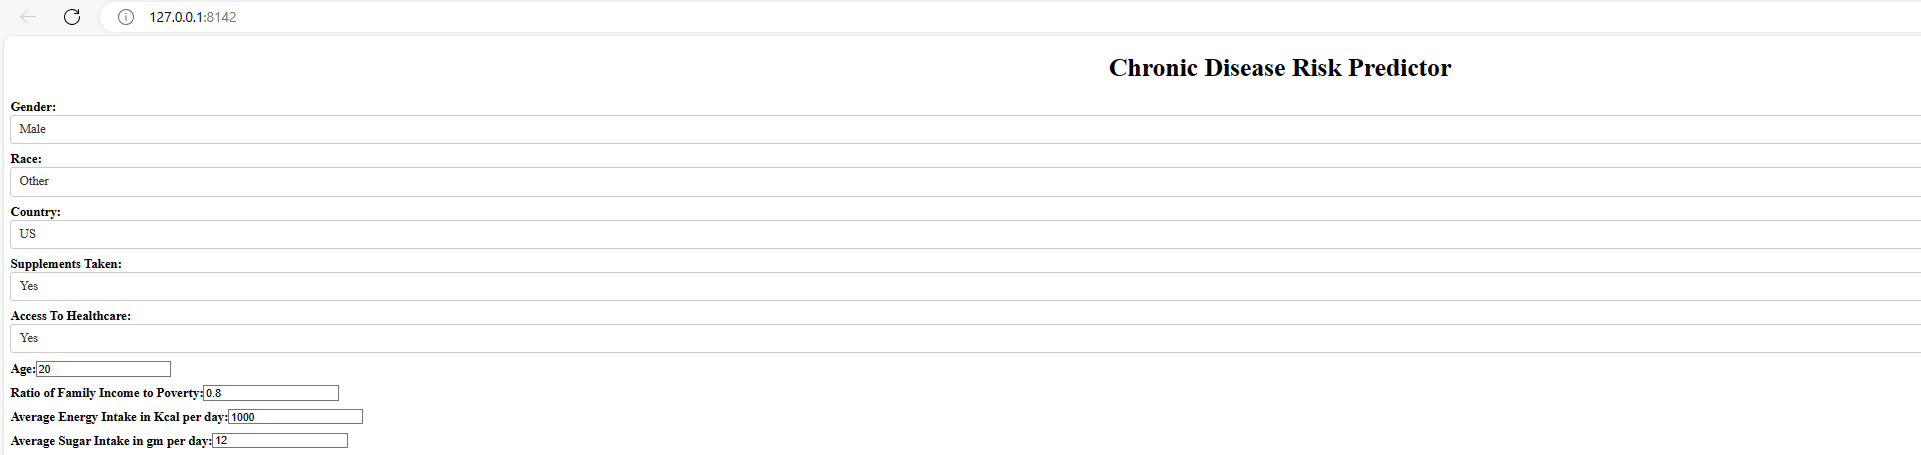 127.0.0.1:8142
Chronic Disease Risk Predictor
Gender:
Male
Race:
Other
Country:
US
Supplements Taken:
Yes
Access To Healthcare:
Yes
Age:20
Ratio of Family Income to Poverty:0.8
Average Energy Intake in Kcal per day:1000
Average Sugar Intake in gm per day:12